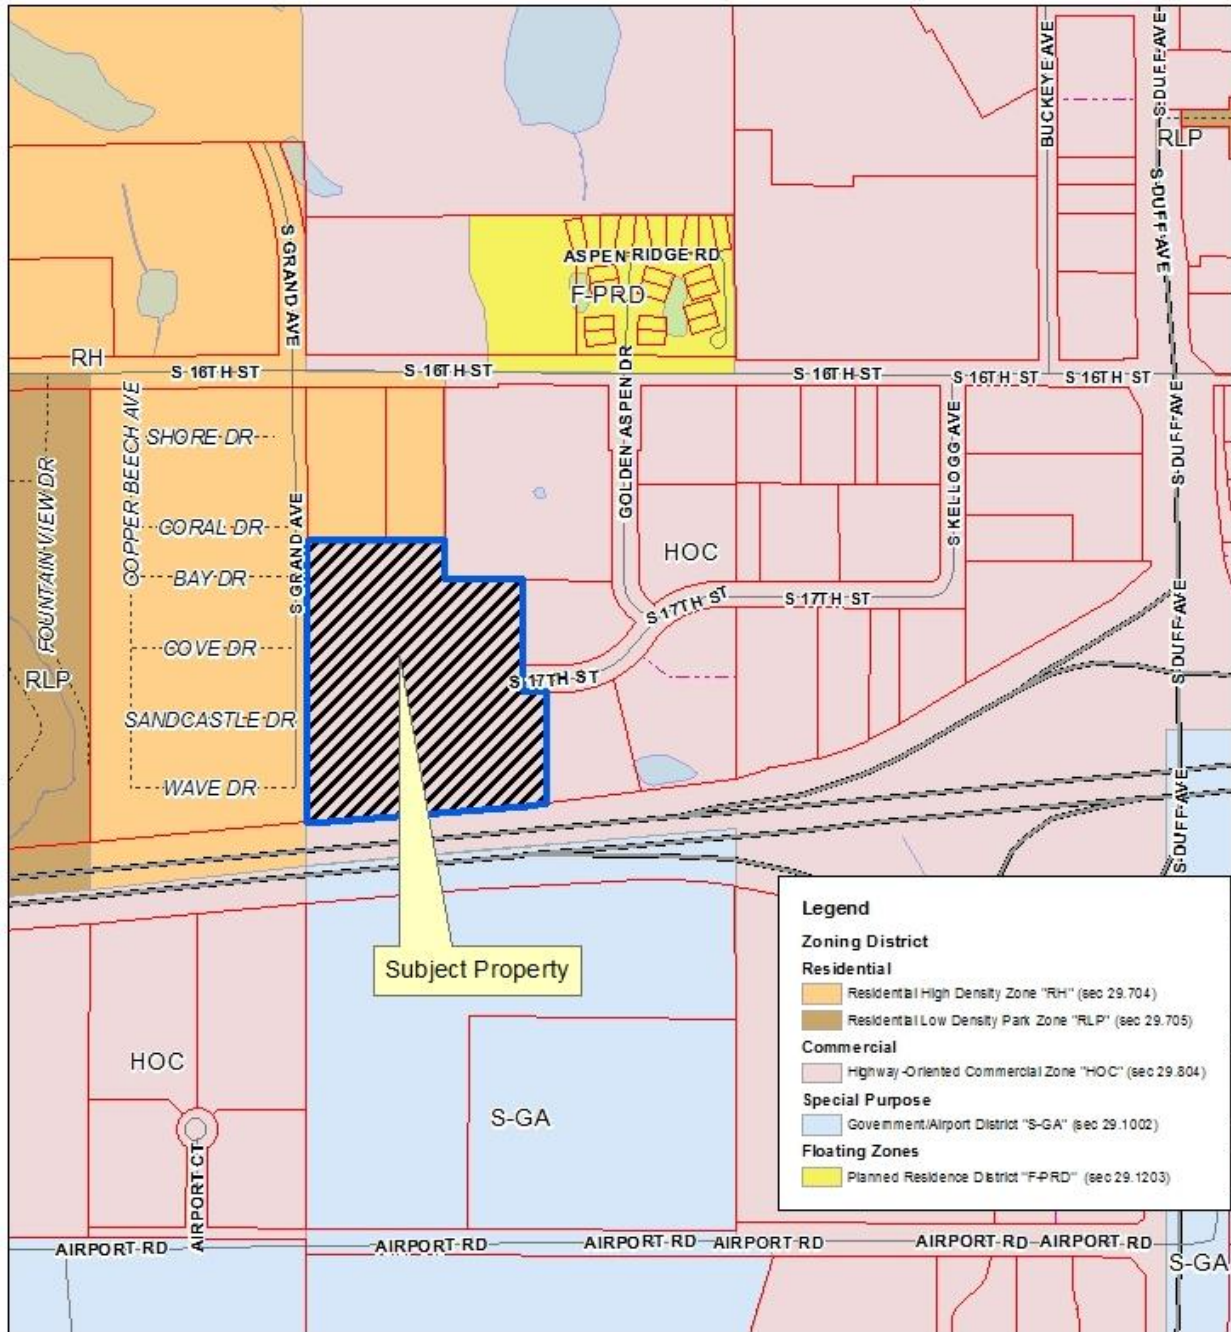 BUCKEYE AVE
S DUFF AVE
RLP
S DUFF AVE
S GRAND AVE
ASPEN RIDGE RD
F-PRD
RH
S 16TH ST
S 16TH ST
S 16TH ST
S 16TH ST
S 16TH ST
COPPER BEECH AVE
SHORE DR
GOLDEN ASPEN DR
S KELLOGG AVE
S DUFF AVE
FOUNTAIN VIEW DR
CORAL DR
S GRAND AVE
HOC
BAY DR
S 17TH ST
S 17TH ST
COVE DR
S DUFF AVE
RLP
S 17TH ST
SANDCASTLE DR
WAVE DR
S DUFF AVE
Subject Property
HOC
S-GA
AIRPORT CT
AIRPORT RD
AIRPORT RD
AIRPORT RD
AIRPORT RD
AIRPORT RD
AIRPORT RD
S-GA
Legend
Zoning District
Residential
Residential High Density Zone "RH" (sec 29.704)
Residential Low Density Park Zone "RLP" (sec 29.705)
Commercial
Highway-Oriented Commercial Zone "HOC" (sec 29.804)
Special Purpose
Government/Airport District "S-GA" (sec 29.1002)
Floating Zones
Planned Residence District "F-PRD" (sec 29.1203)